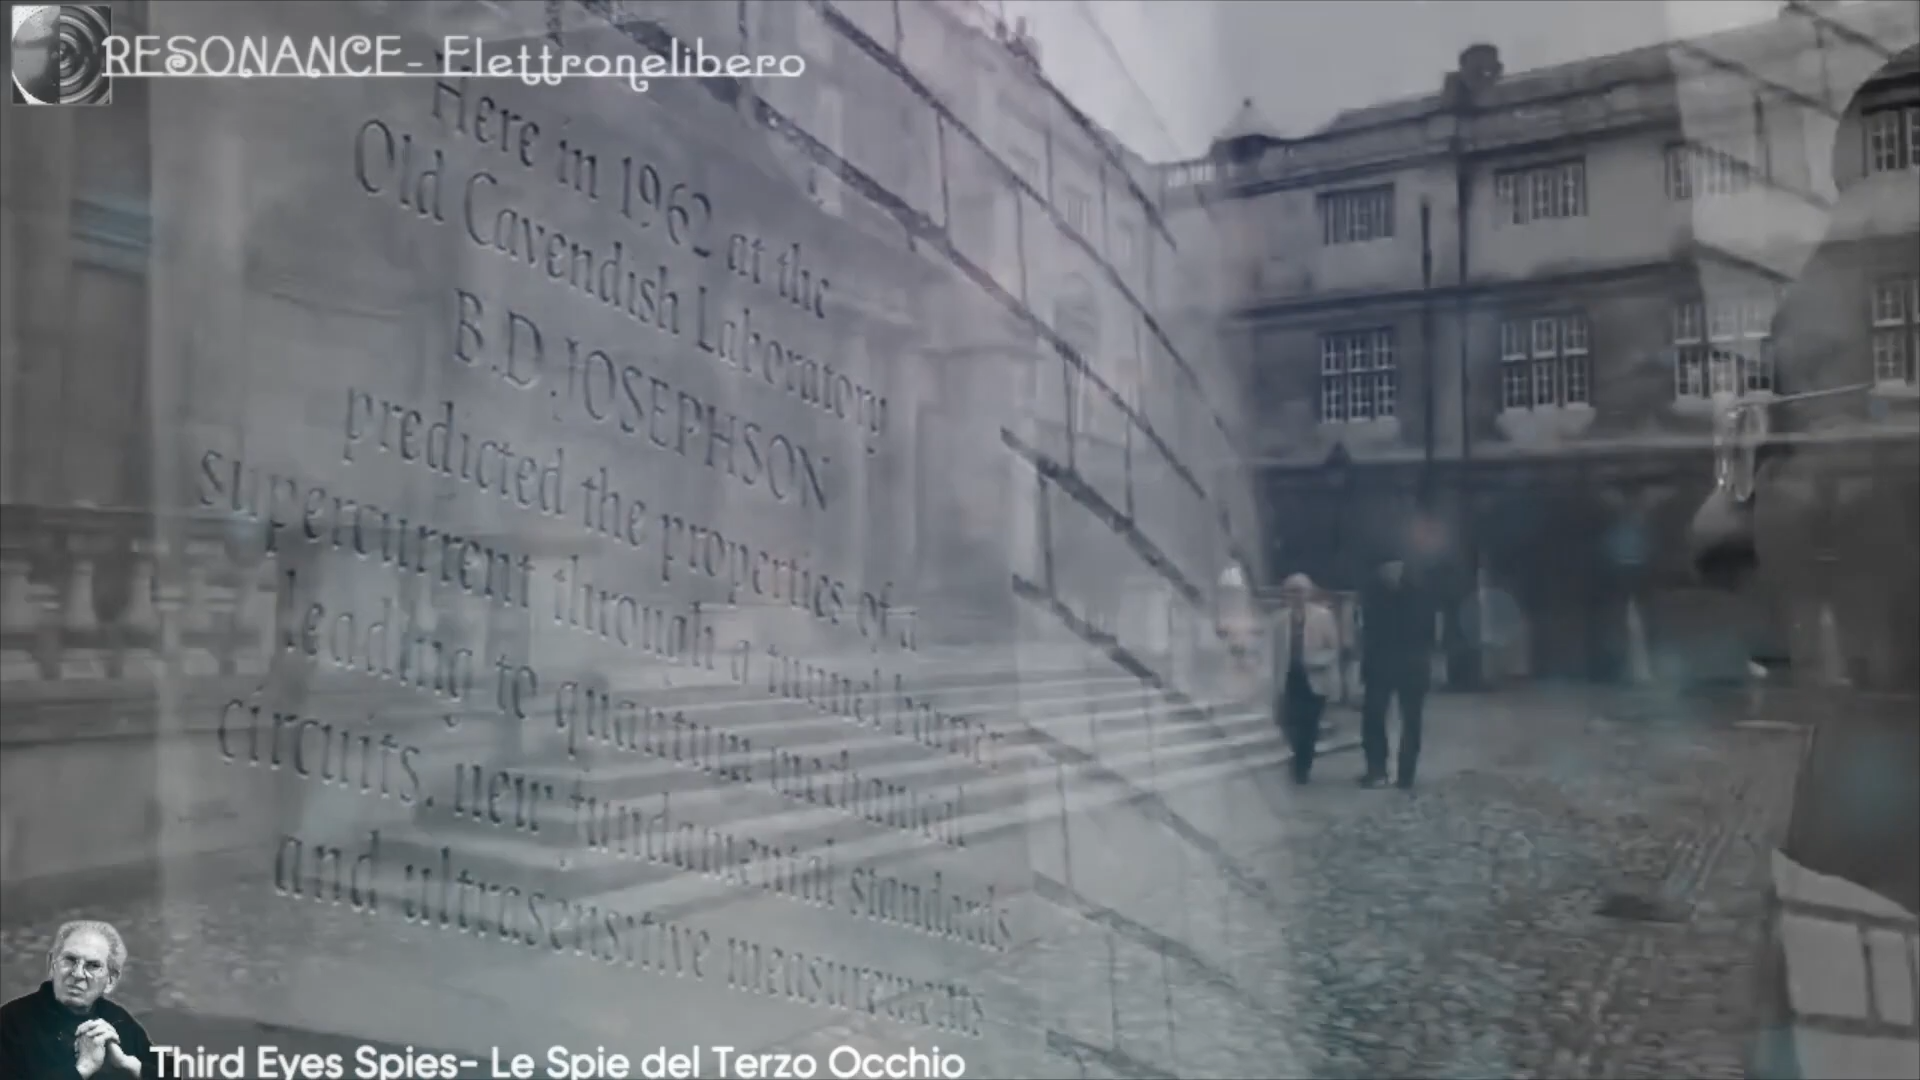 RESONANCE- Elettronelibero
Here in 1962 at the
Old Cavendish Laboratory
B.D.JOSEPHSON
predicted the properties of a
supercurrent through a tunnel barrier
leading to quantum mechanical
circuits, new fundamental standards
and ultrasensitive measurements
Third Eyes Spies- Le Spie del Terzo Occhio